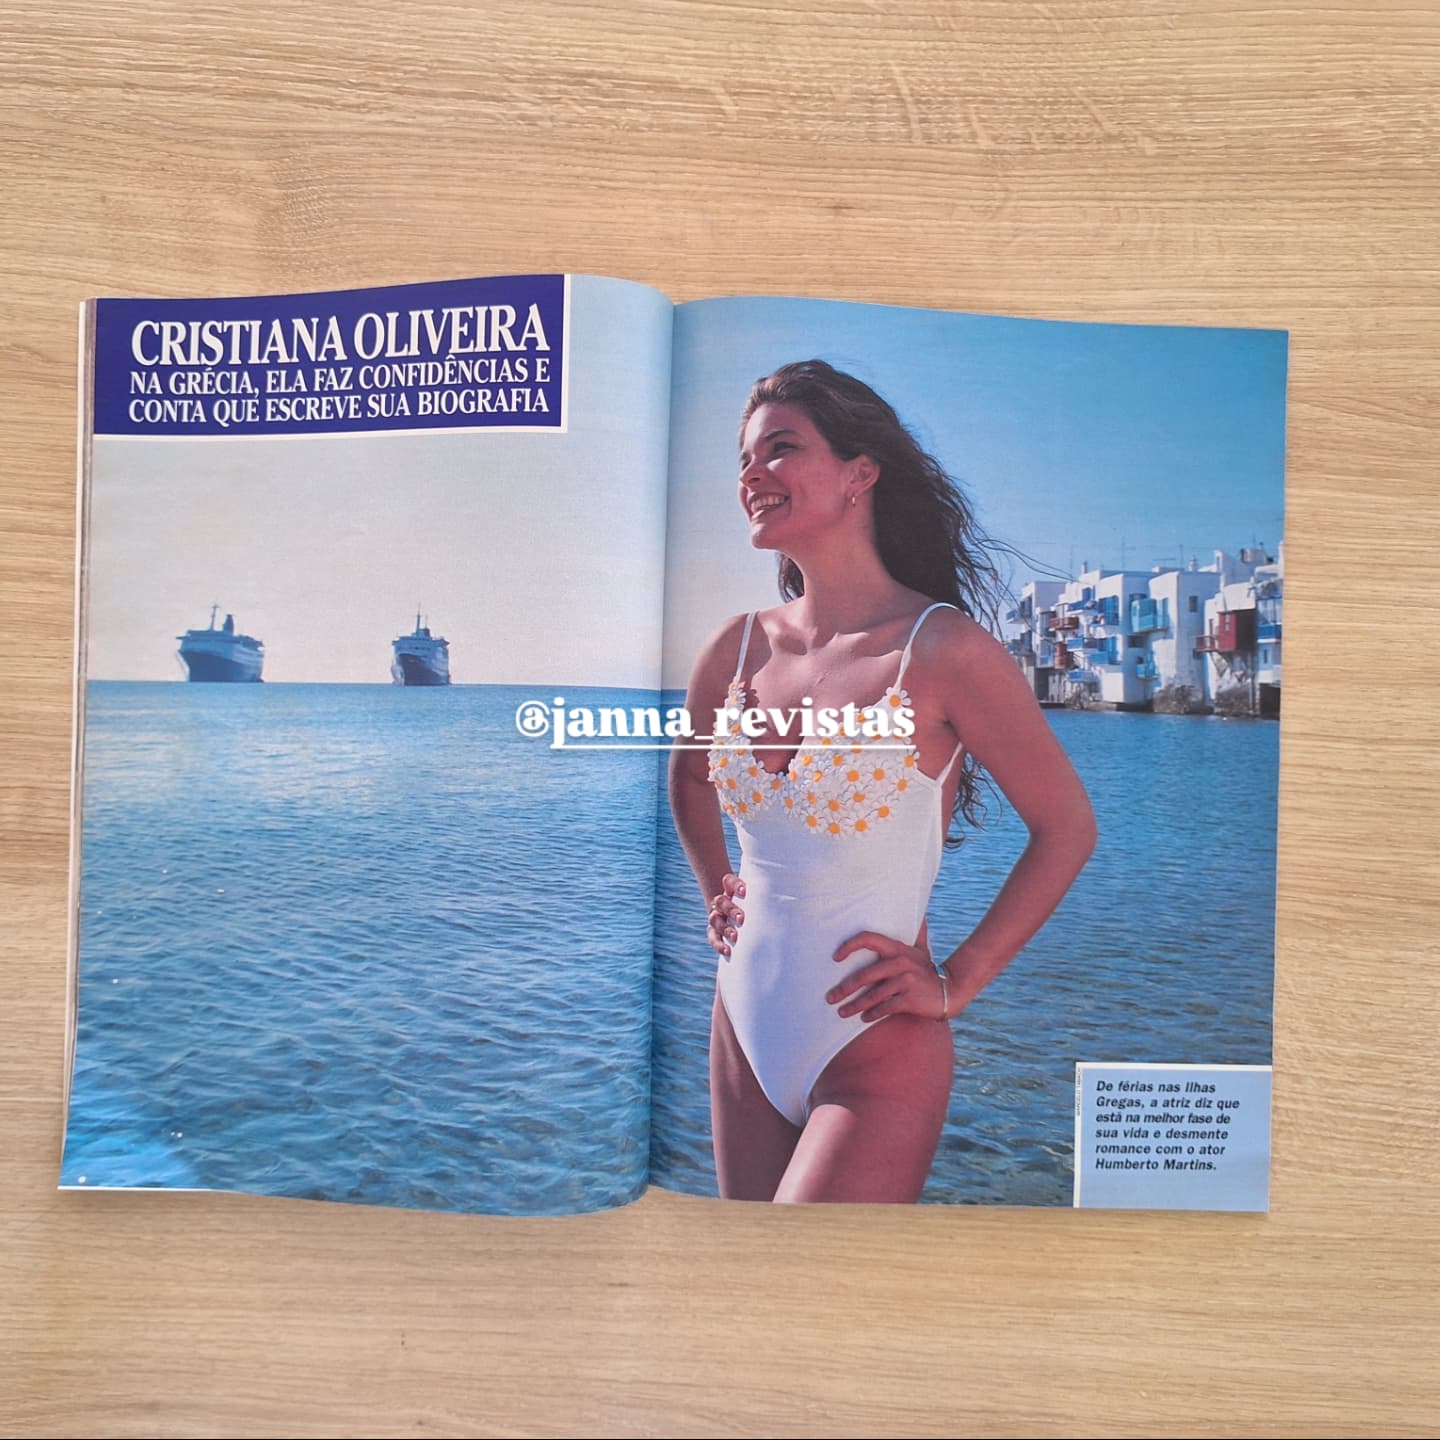 CRISTIANA OLIVEIRA
NA GRÉCIA, ELA FAZ CONFIDÊNCIAS E
CONTA QUE ESCREVE SUA BIOGRAFIA
@janna_revistas
De férias nas Ilhas
Gregas, a atriz diz que
está na melhor fase de
sua vida e desmente
romance com o ator
Humberto Martins.